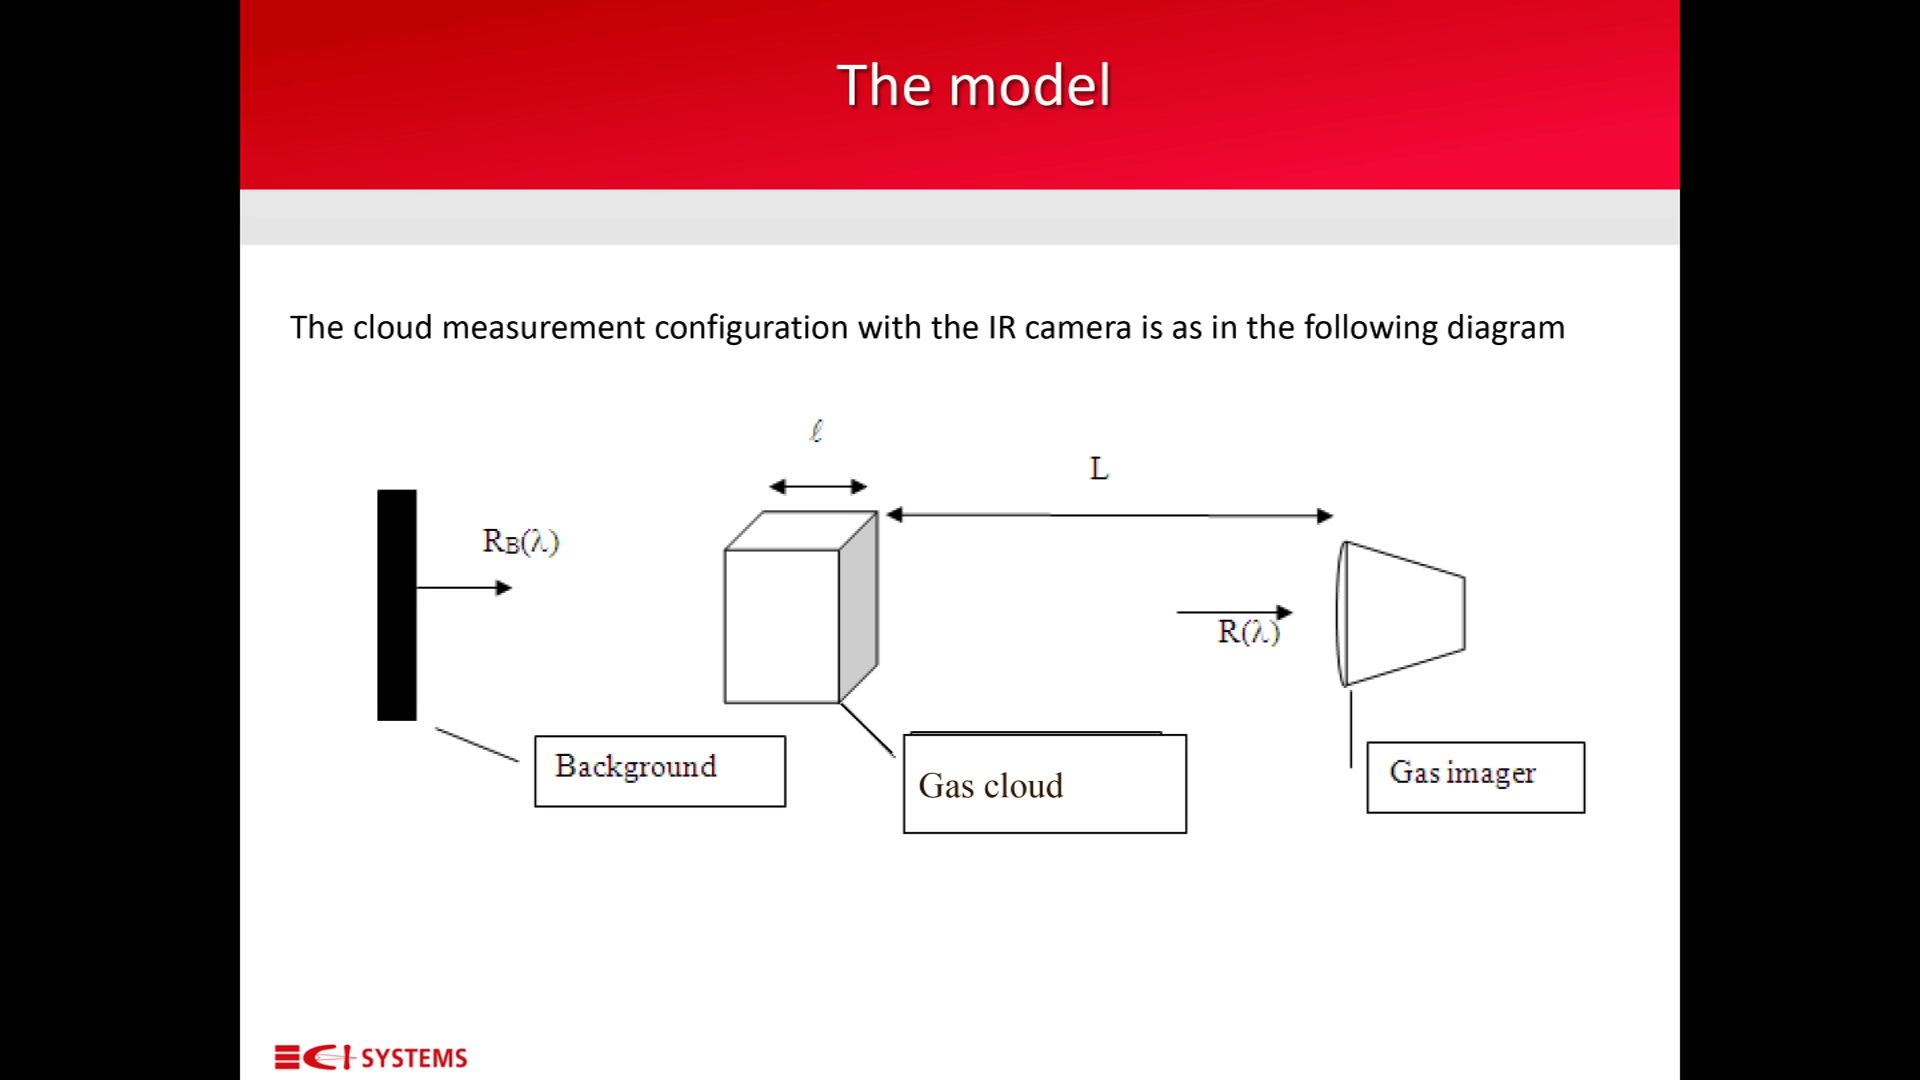 The model
The cloud measurement configuration with the IR camera is as in the following diagram
ℓ
L
RB(λ)
R(λ)
Background
Gas cloud
Gas imager
CI SYSTEMS